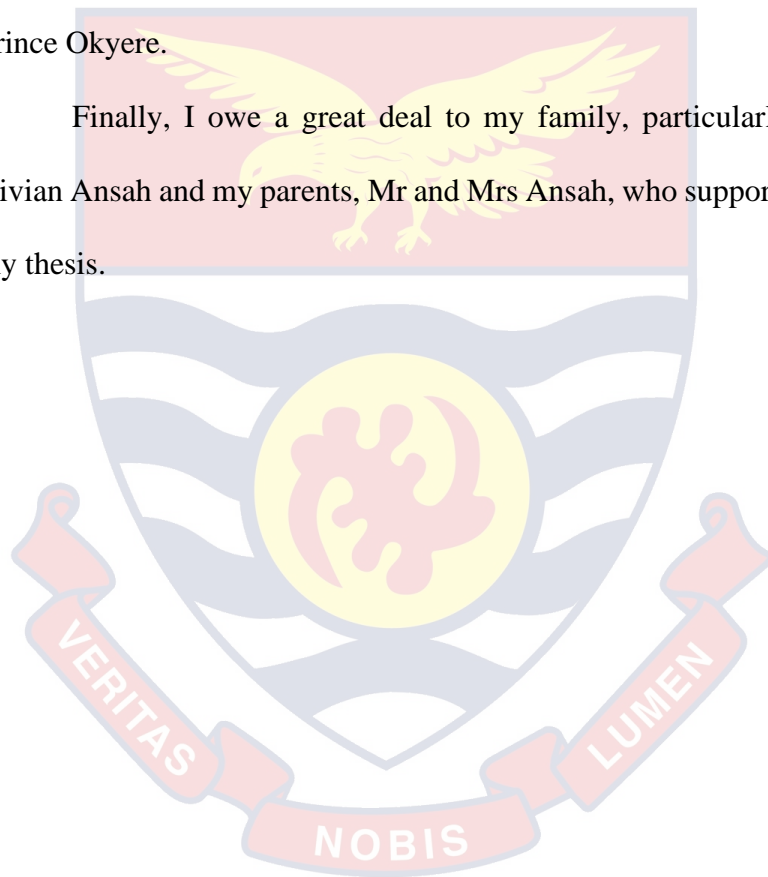 rince Okyere.
Finally, I owe a great deal to my family, particularl
ivian Ansah and my parents, Mr and Mrs Ansah, who suppor
y thesis.
VERITAS
NOBIS
LUMEN